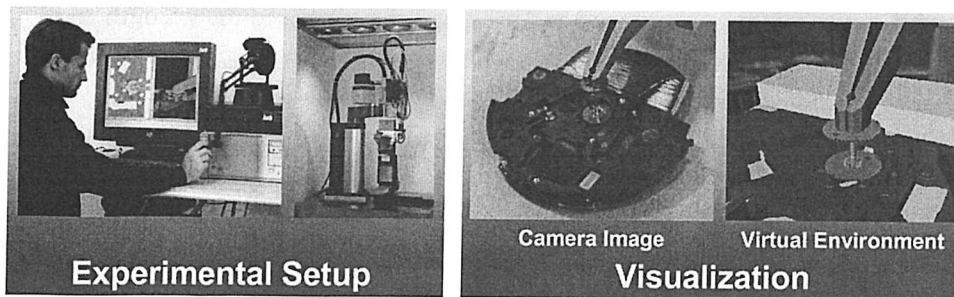 Camera Image
Virtual Environment
Experimental Setup
Visualization